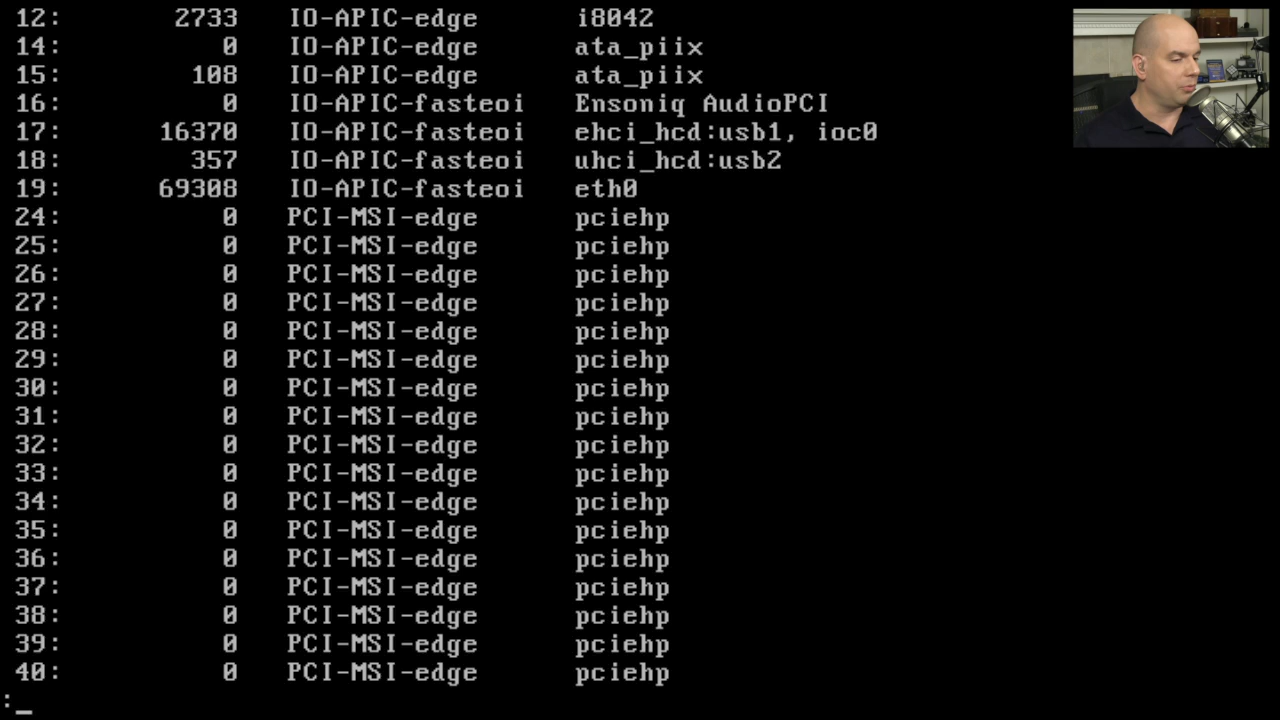 12: 2733 IO-APIC-edge i8042
14: 0 IO-APIC-edge ata_piix
15: 108 IO-APIC-edge ata_piix
16: 0 IO-APIC-fasteoi Ensoniq AudioPCI
17: 16370 IO-APIC-fasteoi ehci_hcd:usb1, ioc0
18: 357 IO-APIC-fasteoi uhci_hcd:usb2
19: 69308 IO-APIC-fasteoi eth0
24: 0 PCI-MSI-edge pciehp
25: 0 PCI-MSI-edge pciehp
26: 0 PCI-MSI-edge pciehp
27: 0 PCI-MSI-edge pciehp
28: 0 PCI-MSI-edge pciehp
29: 0 PCI-MSI-edge pciehp
30: 0 PCI-MSI-edge pciehp
31: 0 PCI-MSI-edge pciehp
32: 0 PCI-MSI-edge pciehp
33: 0 PCI-MSI-edge pciehp
34: 0 PCI-MSI-edge pciehp
35: 0 PCI-MSI-edge pciehp
36: 0 PCI-MSI-edge pciehp
37: 0 PCI-MSI-edge pciehp
38: 0 PCI-MSI-edge pciehp
39: 0 PCI-MSI-edge pciehp
40: 0 PCI-MSI-edge pciehp
:_